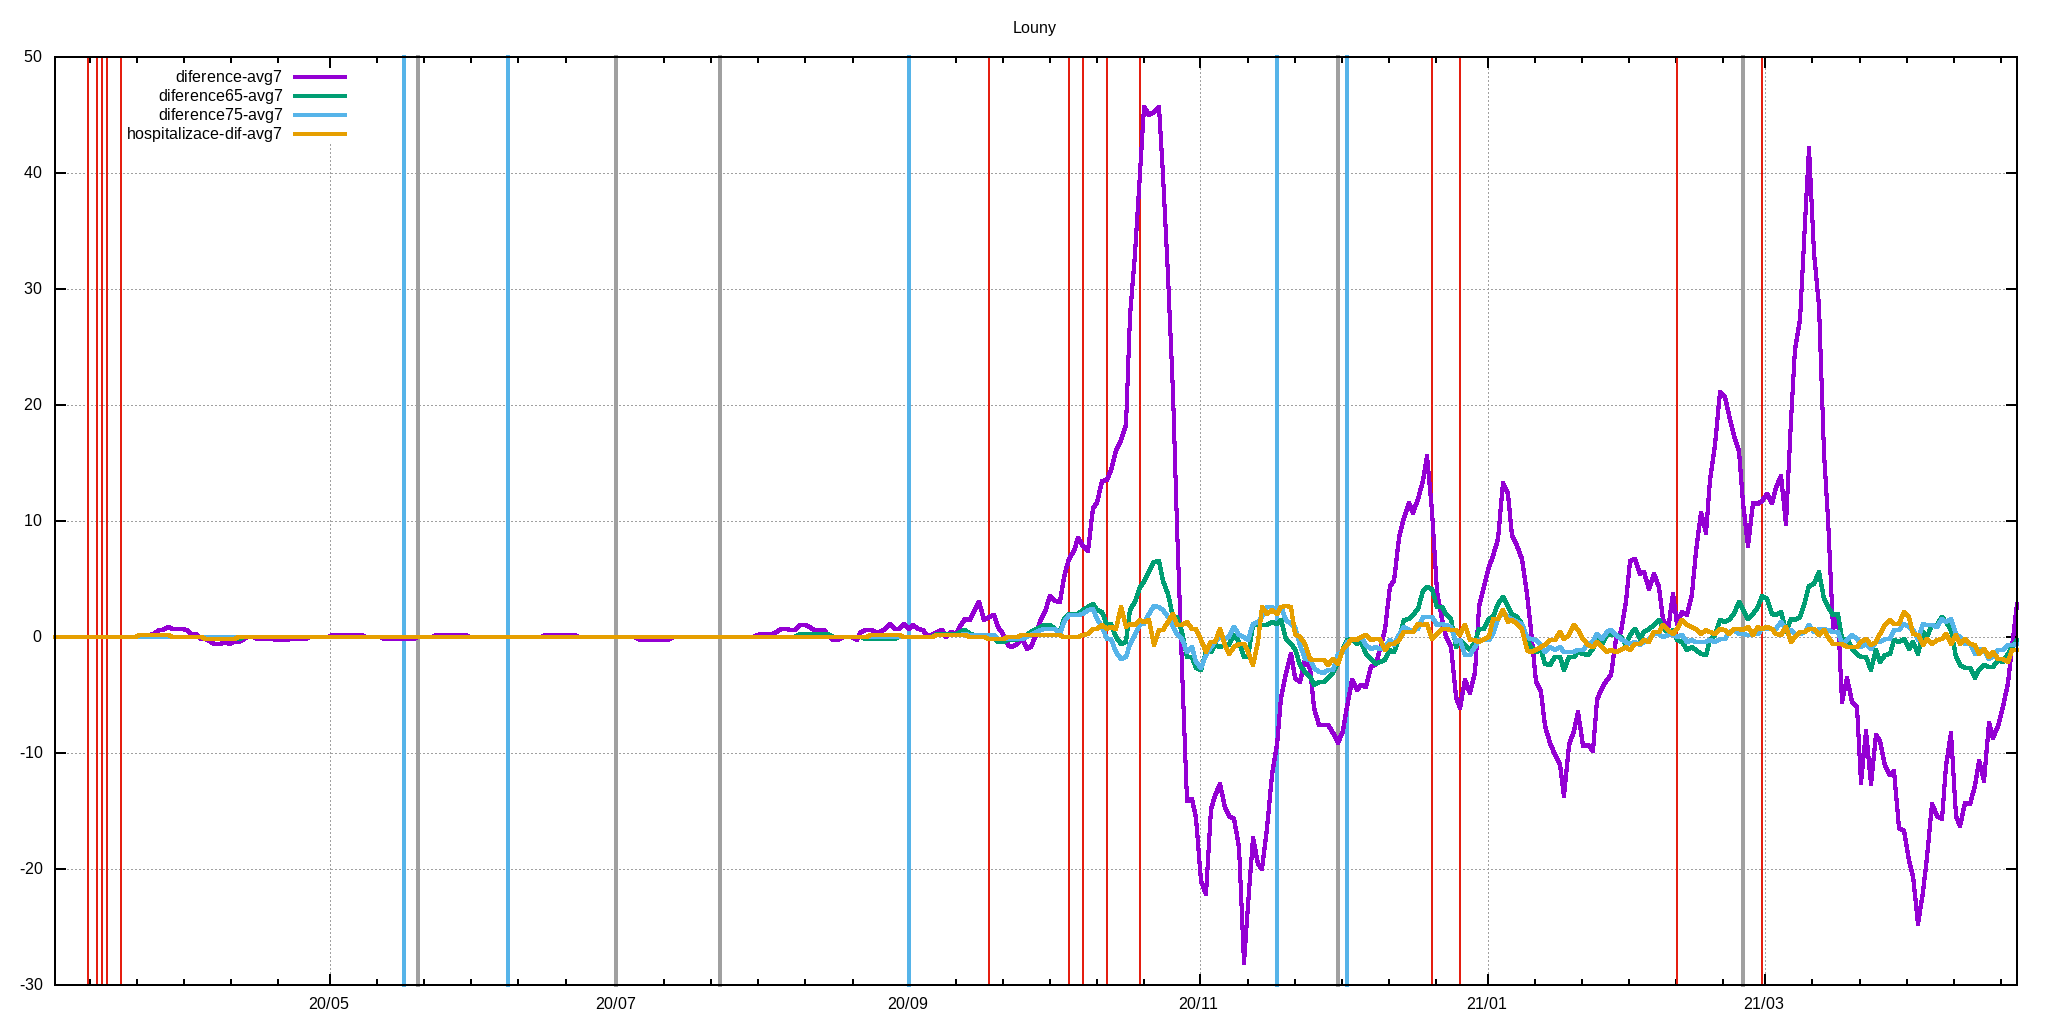 Louny
50
diference-avg7
diference65-avg7
diference75-avg7
hospitalizace-dif-avg7
40
30
20
10
0
-10
-20
-30
20/05 20/07 20/09 20/11 21/01 21/03